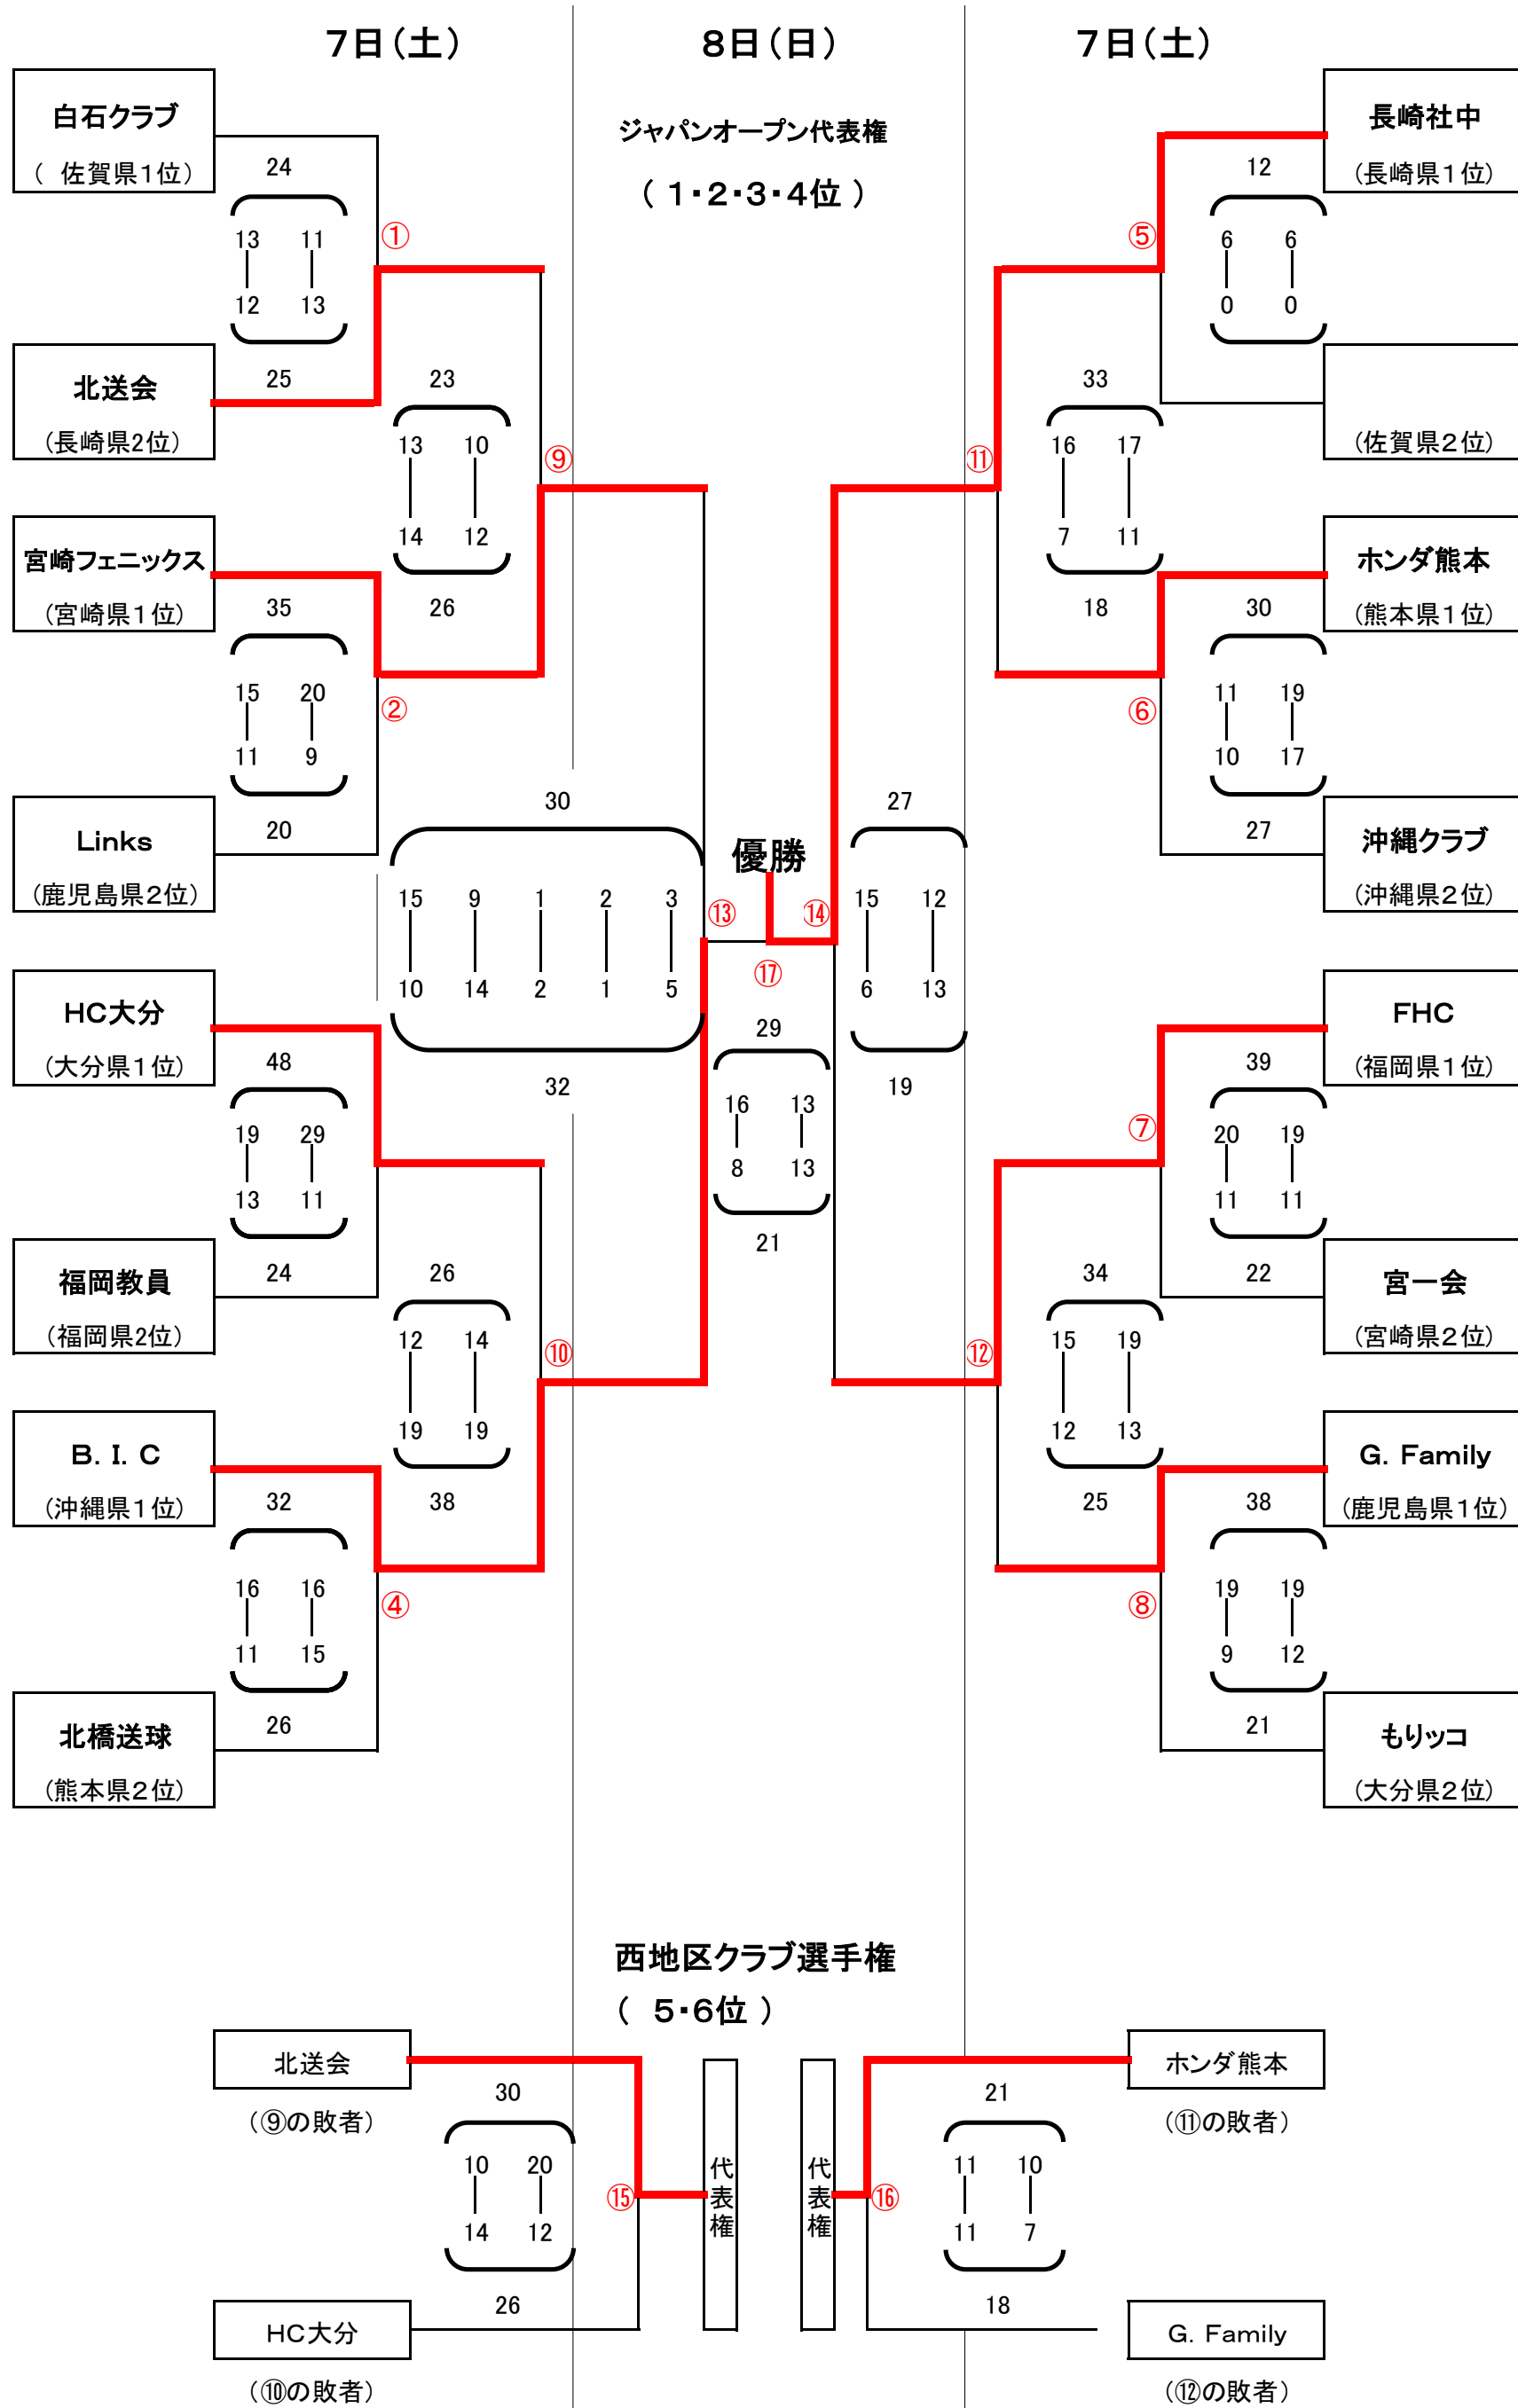 7日(土)
8日(日)
7日(土)
ジャパンオープン代表権
( 1・2・3・4位 )
白石クラブ
( 佐賀県1位)
24
13 11
12 13
①
北送会
(長崎県2位)
25
23
13 10
14 12
26
⑨
宮崎フェニックス
(宮崎県1位)
35
15 20
11 9
②
Links
(鹿児島県2位)
20
30
15 9 1 2 3
10 14 2 1 5
32
⑬
HC大分
(大分県1位)
48
19 29
13 11
福岡教員
(福岡県2位)
24
26
12 14
19 19
38
⑩
B. I. C
(沖縄県1位)
32
16 16
11 15
④
北橋送球
(熊本県2位)
26
優勝
⑰
29
16 13
8 13
21
⑭
27
15 12
6 13
19
長崎社中
(長崎県1位)
⑤
12
6 6
0 0
(佐賀県2位)
⑪
33
16 17
7 11
18
ホンダ熊本
(熊本県1位)
30
⑥
11 19
10 17
27
沖縄クラブ
(沖縄県2位)
FHC
(福岡県1位)
39
⑦
20 19
11 11
22
宮一会
(宮崎県2位)
⑫
34
15 19
12 13
25
G. Family
(鹿児島県1位)
38
⑧
19 19
9 12
21
もりッコ
(大分県2位)
西地区クラブ選手権
( 5・6位 )
北送会
(⑨の敗者)
30
10 20
14 12
26
⑮
代表権
HC大分
(⑩の敗者)
ホンダ熊本
(⑪の敗者)
21
11 10
11 7
18
⑯
代表権
G. Family
(⑫の敗者)